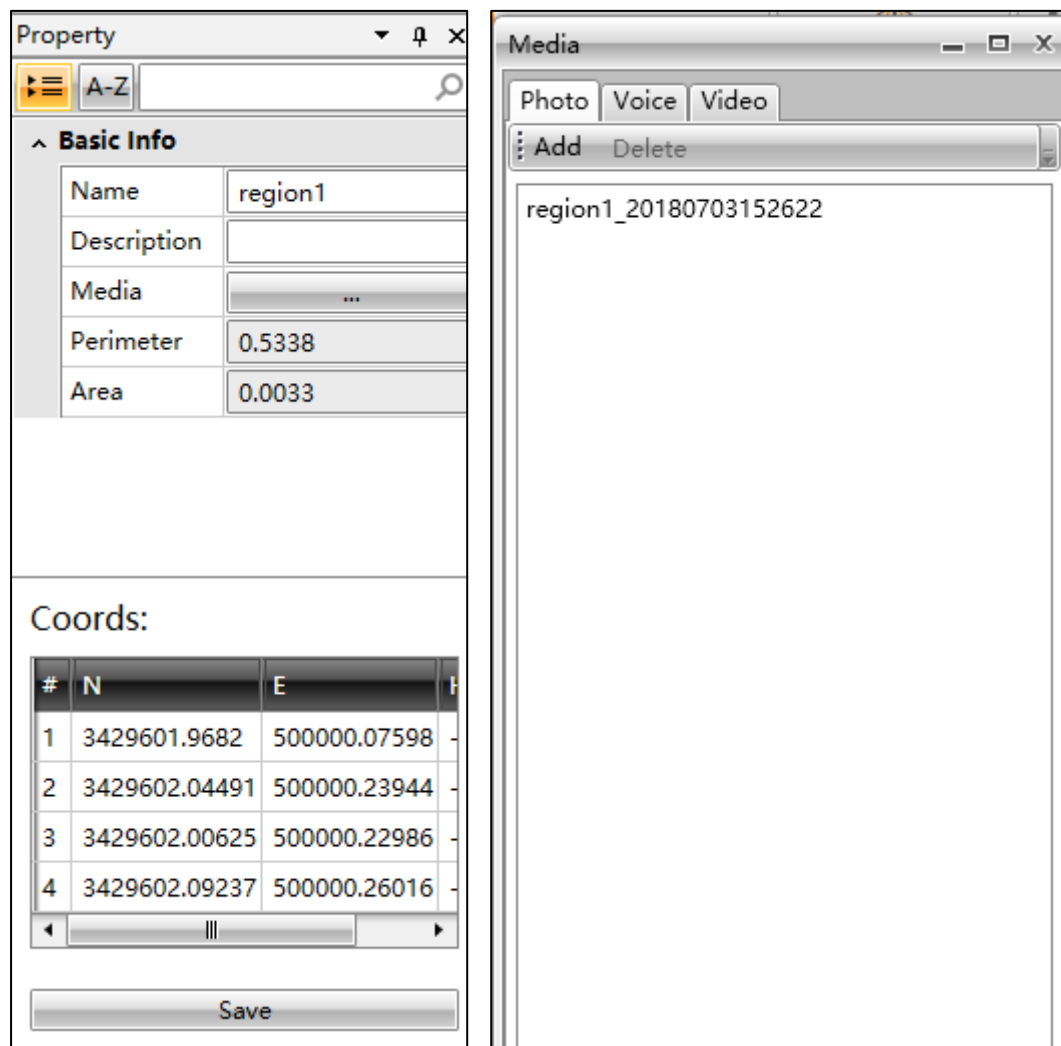 Property
A-Z
Basic Info
Name region1
Description
Media ...
Perimeter 0.5338
Area 0.0033
Coords:
# N E H
1 3429601.9682 500000.07598 -
2 3429602.04491 500000.23944 -
3 3429602.00625 500000.22986 -
4 3429602.09237 500000.26016 -
Save
Media
Photo Voice Video
Add Delete
region1_20180703152622